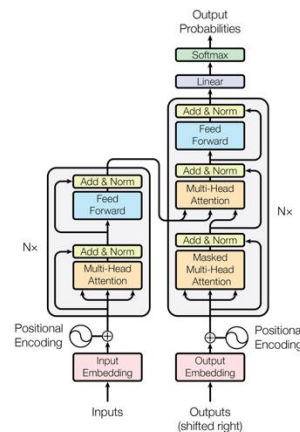 Output
Probabilities
Softmax
Linear
Add & Norm
Feed
Forward
Add & Norm
Multi-Head
Attention
Add & Norm
Masked
Multi-Head
Attention
N×
Positional
Encoding
Output
Embedding
Outputs
(shifted right)
Add & Norm
Feed
Forward
N×
Add & Norm
Multi-Head
Attention
Positional
Encoding
Input
Embedding
Inputs